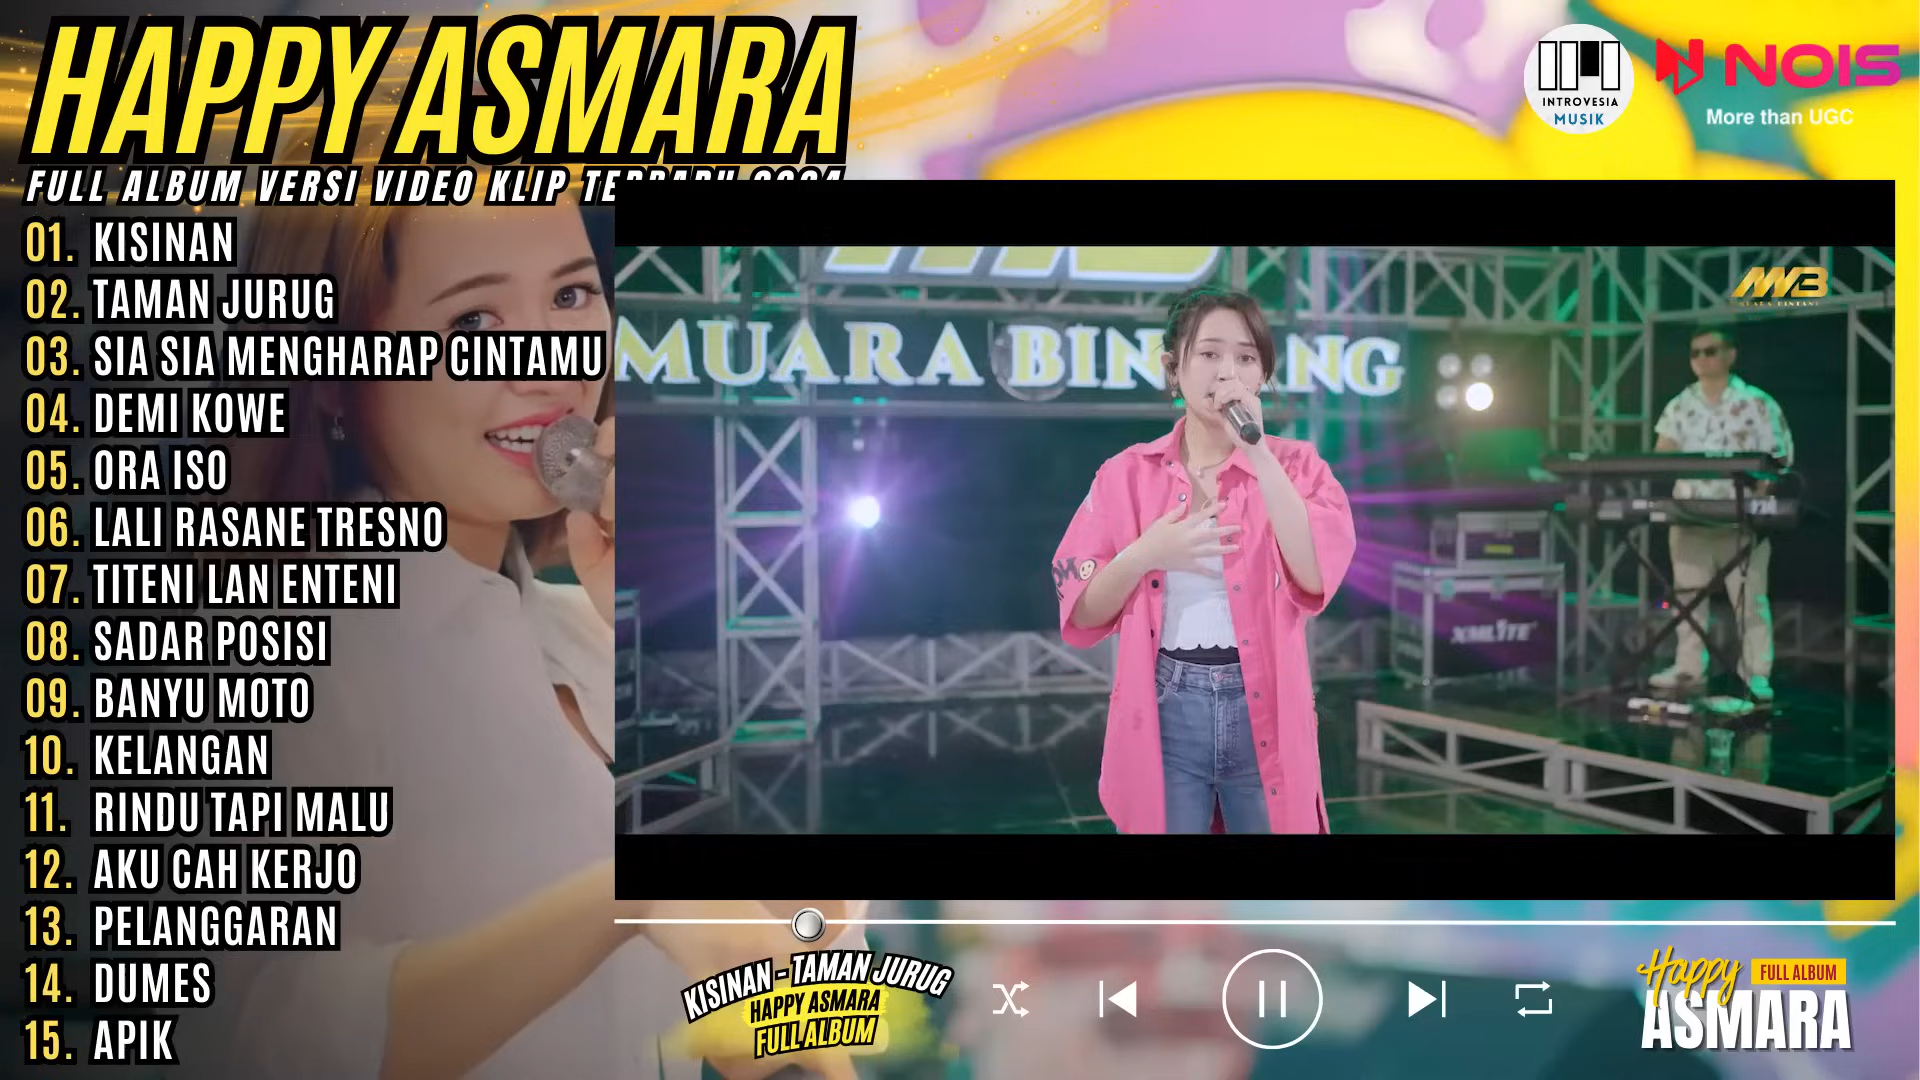 HAPPY ASMARA
FULL ALBUM VERSI VIDEO KLIP
01. KISINAN
02. TAMAN JURUG
03. SIA SIA MENGHARAP CINTAMU
04. DEMI KOWE
05. ORA ISO
06. LALI RASANE TRESNO
07. TITENI LAN ENTENI
08. SADAR POSISI
09. BANYU MOTO
10. KELANGAN
11. RINDU TAPI MALU
12. AKU CAH KERJO
13. PELANGGARAN
14. DUMES
15. APIK
INTROVESIA
MUSIK
NOIS
More than UGC
MUARA
XMLITE
KISINAN - TAMAN JURUG
HAPPY ASMARA
FULL ALBUM
Happy
FULL ALBUM
ASMARA